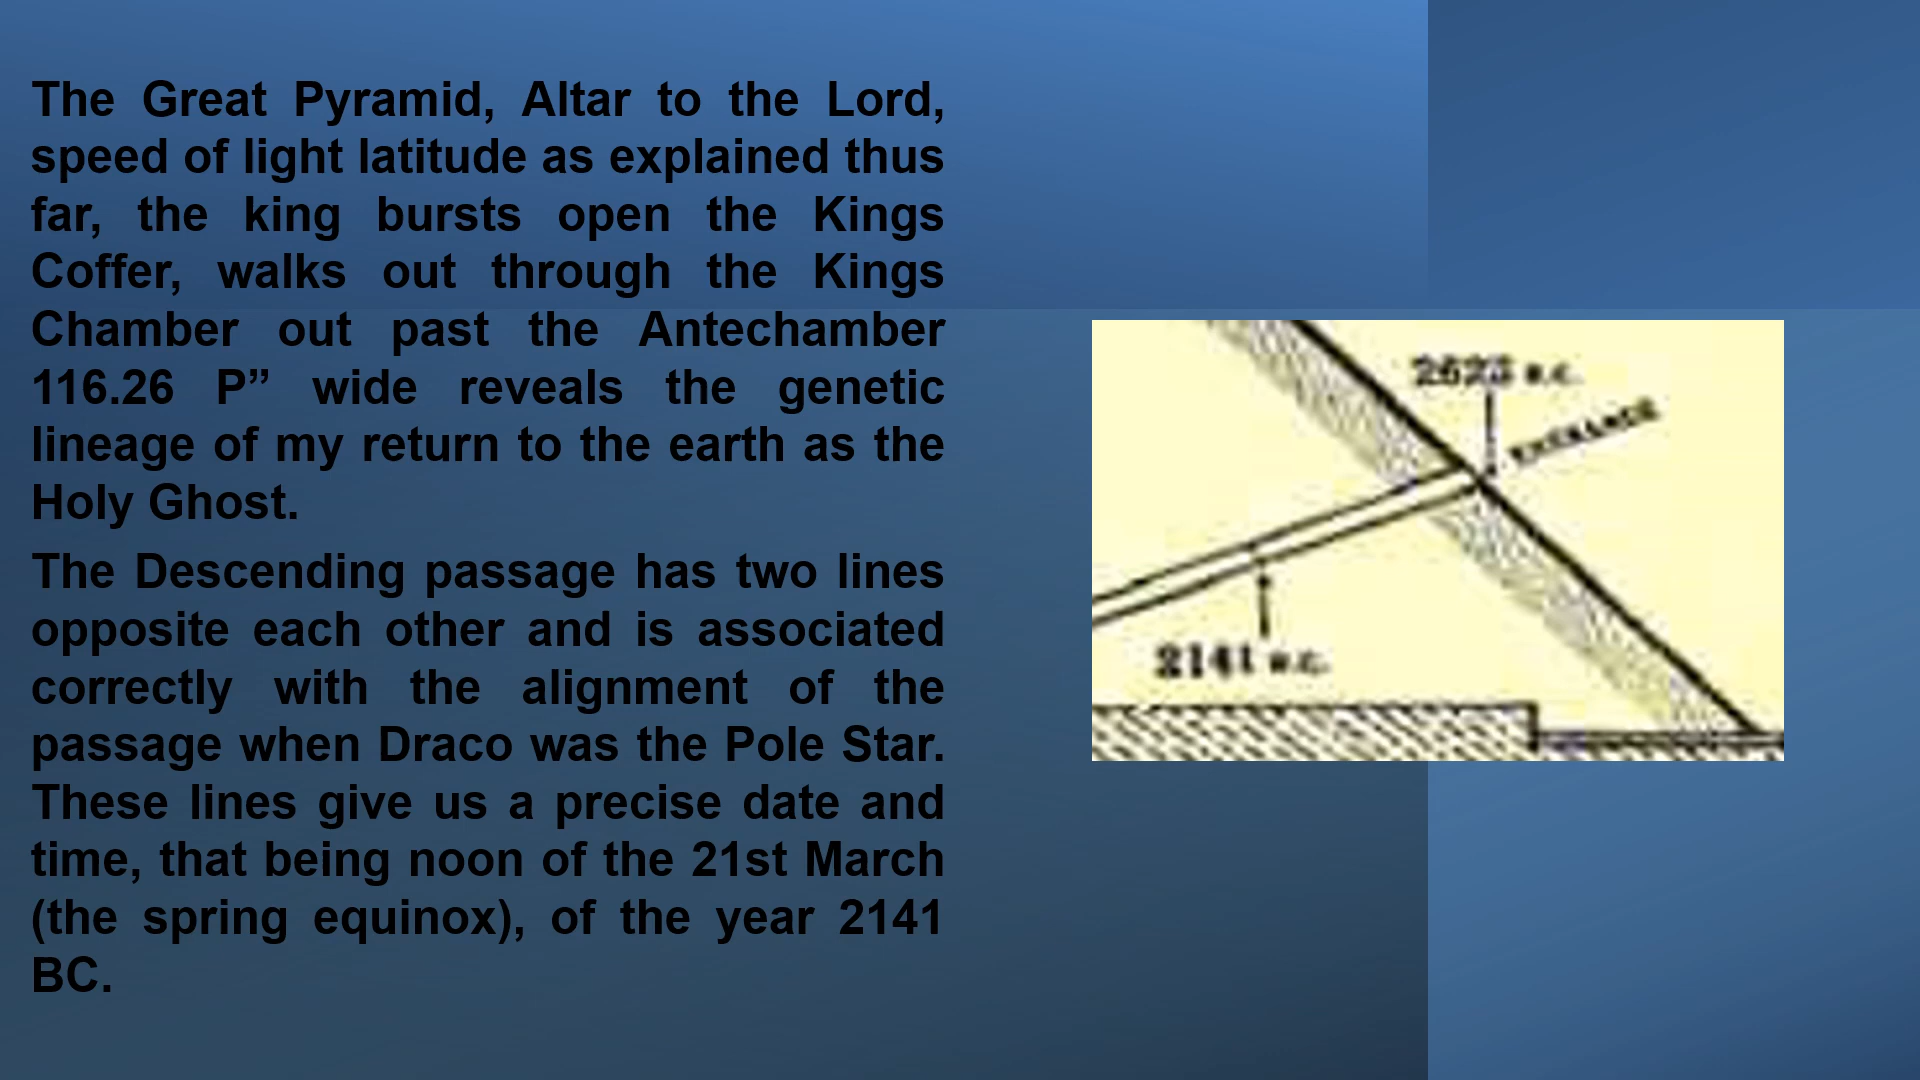 The Great Pyramid, Altar to the Lord,
speed of light latitude as explained thus
far, the king bursts open the Kings
Coffer, walks out through the Kings
Chamber out past the Antechamber
116.26 P” wide reveals the genetic
lineage of my return to the earth as the
Holy Ghost.
The Descending passage has two lines
opposite each other and is associated
correctly with the alignment of the
passage when Draco was the Pole Star.
These lines give us a precise date and
time, that being noon of the 21st March
(the spring equinox), of the year 2141
BC.
2623 B.C.
ENTRANCE
2141 B.C.